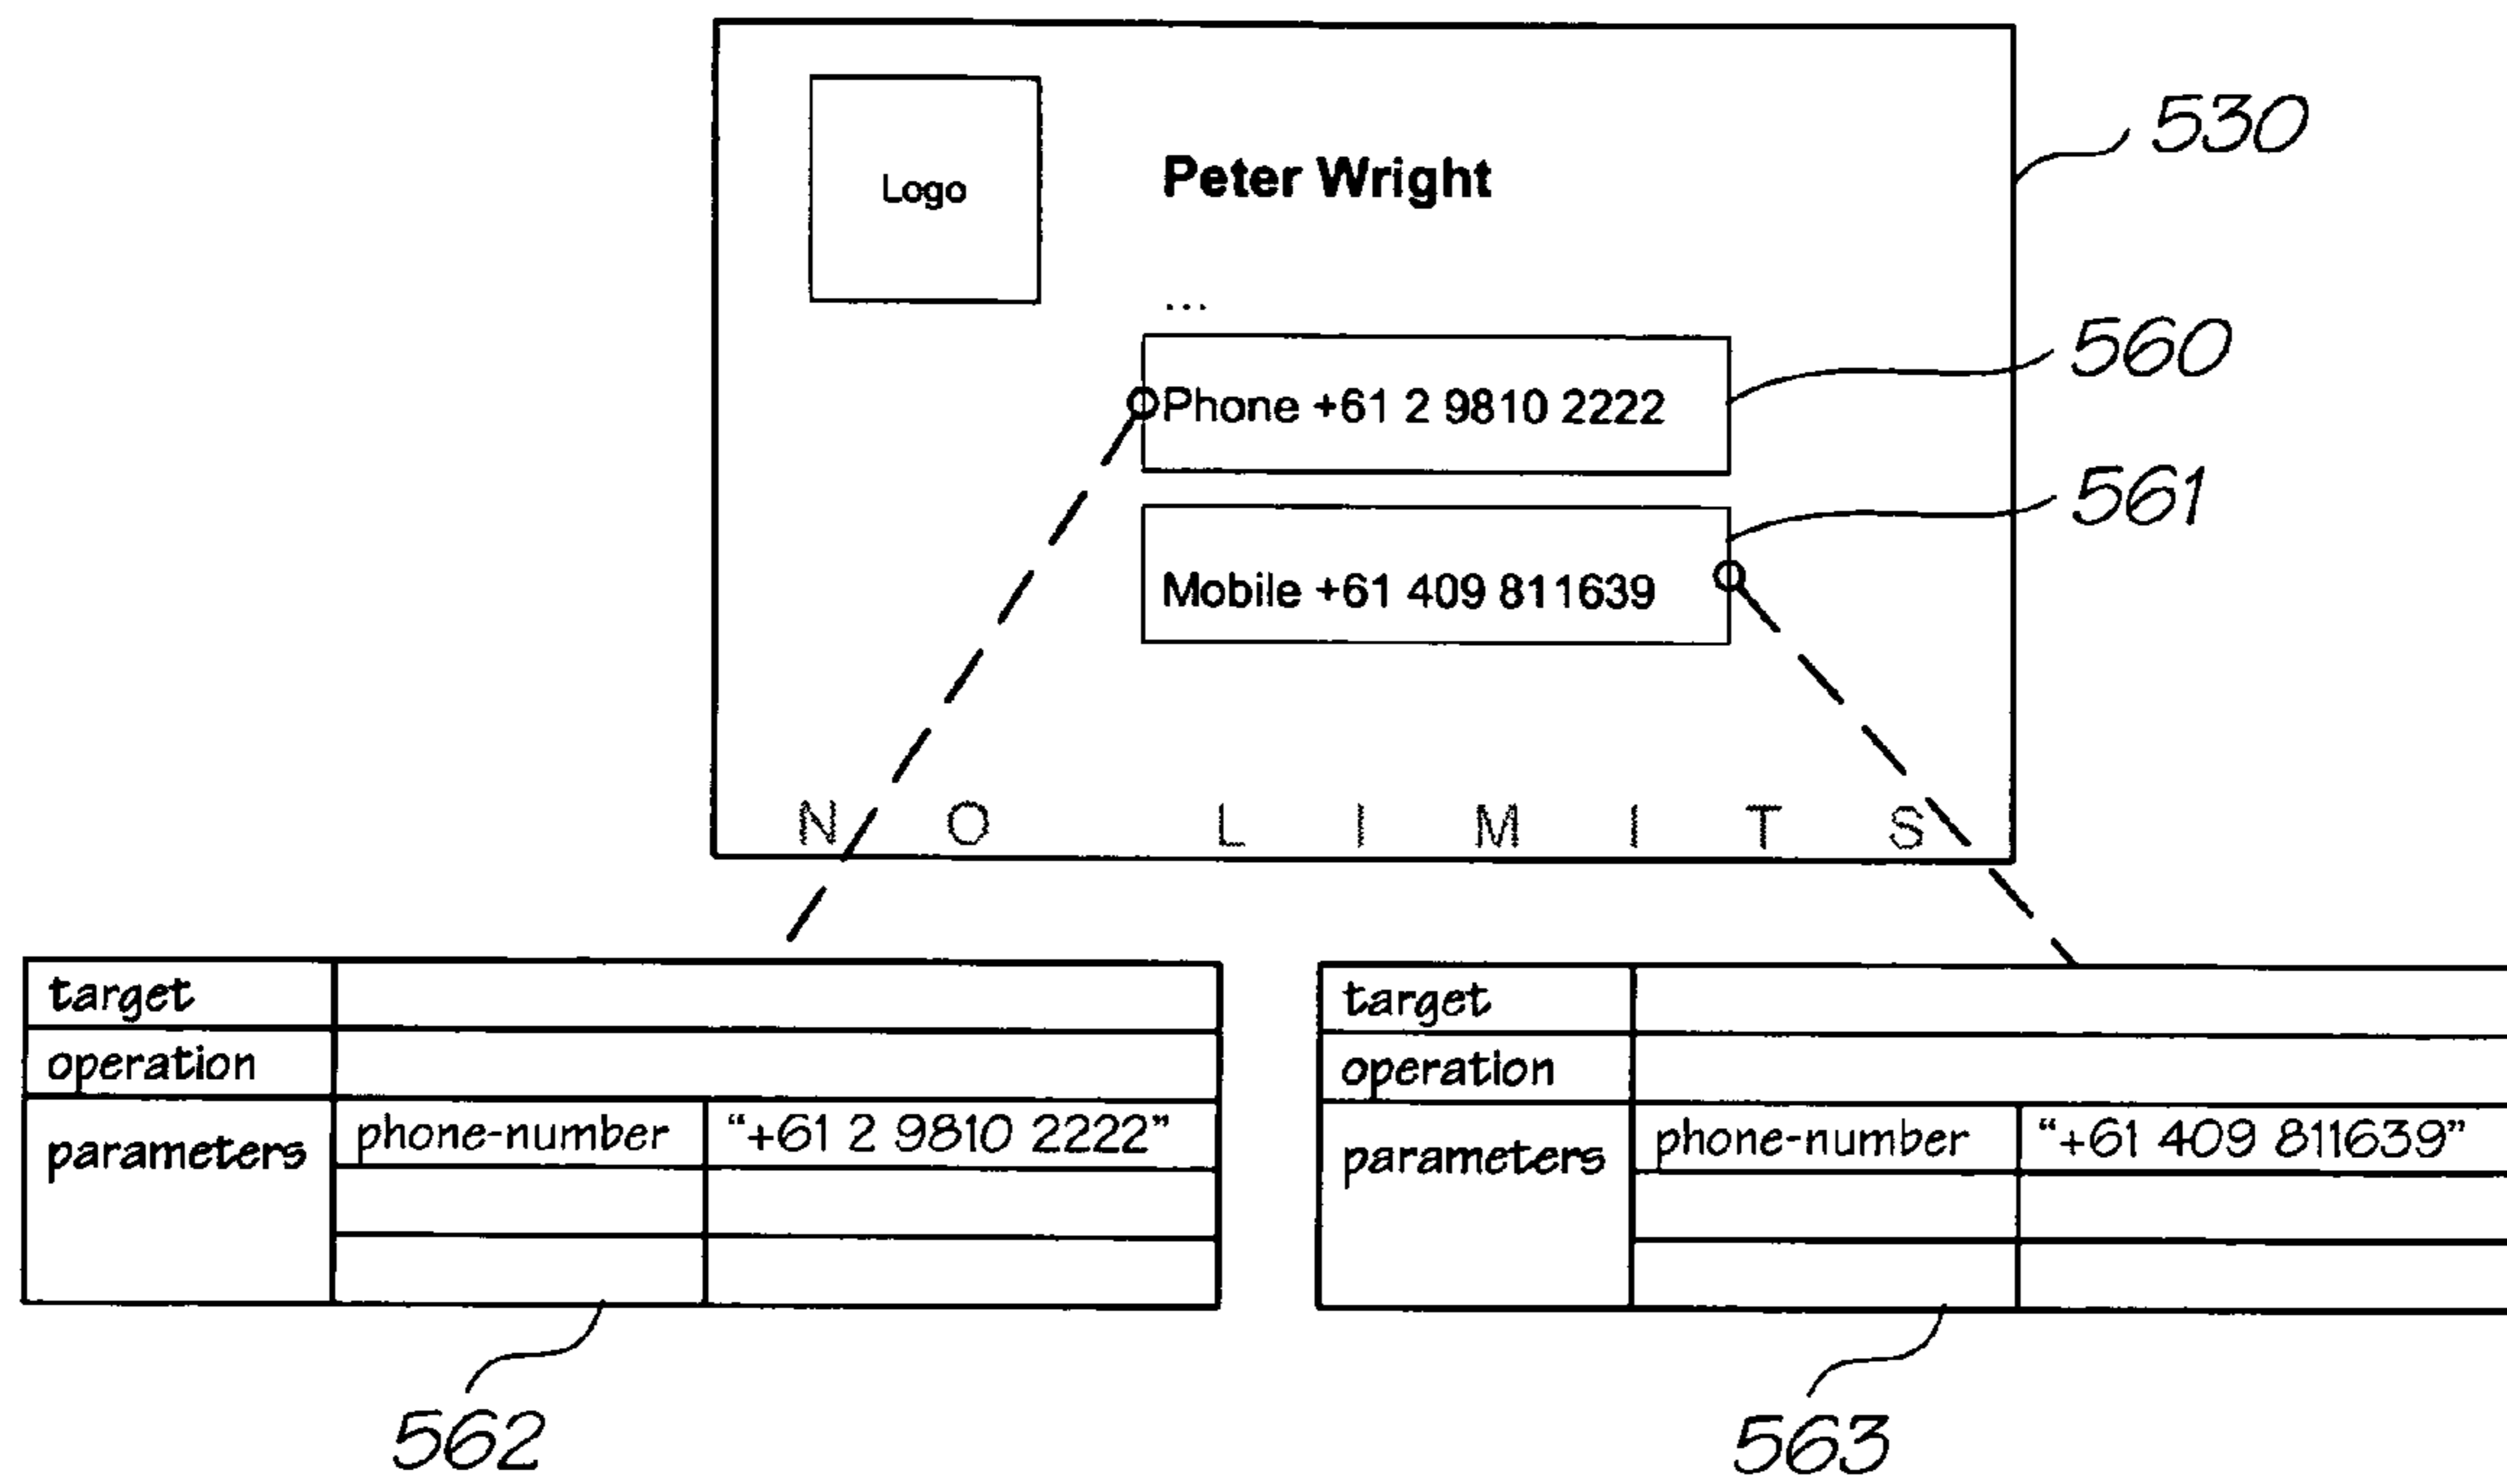 530
Logo
Peter Wright
...
560
Phone +61 2 9810 2222
561
Mobile +61 409 811639
N O L I M I T S
target
operation
parameters phone-number “+61 2 9810 2222”
562
target
operation
parameters phone-number “+61 409 811639”
563